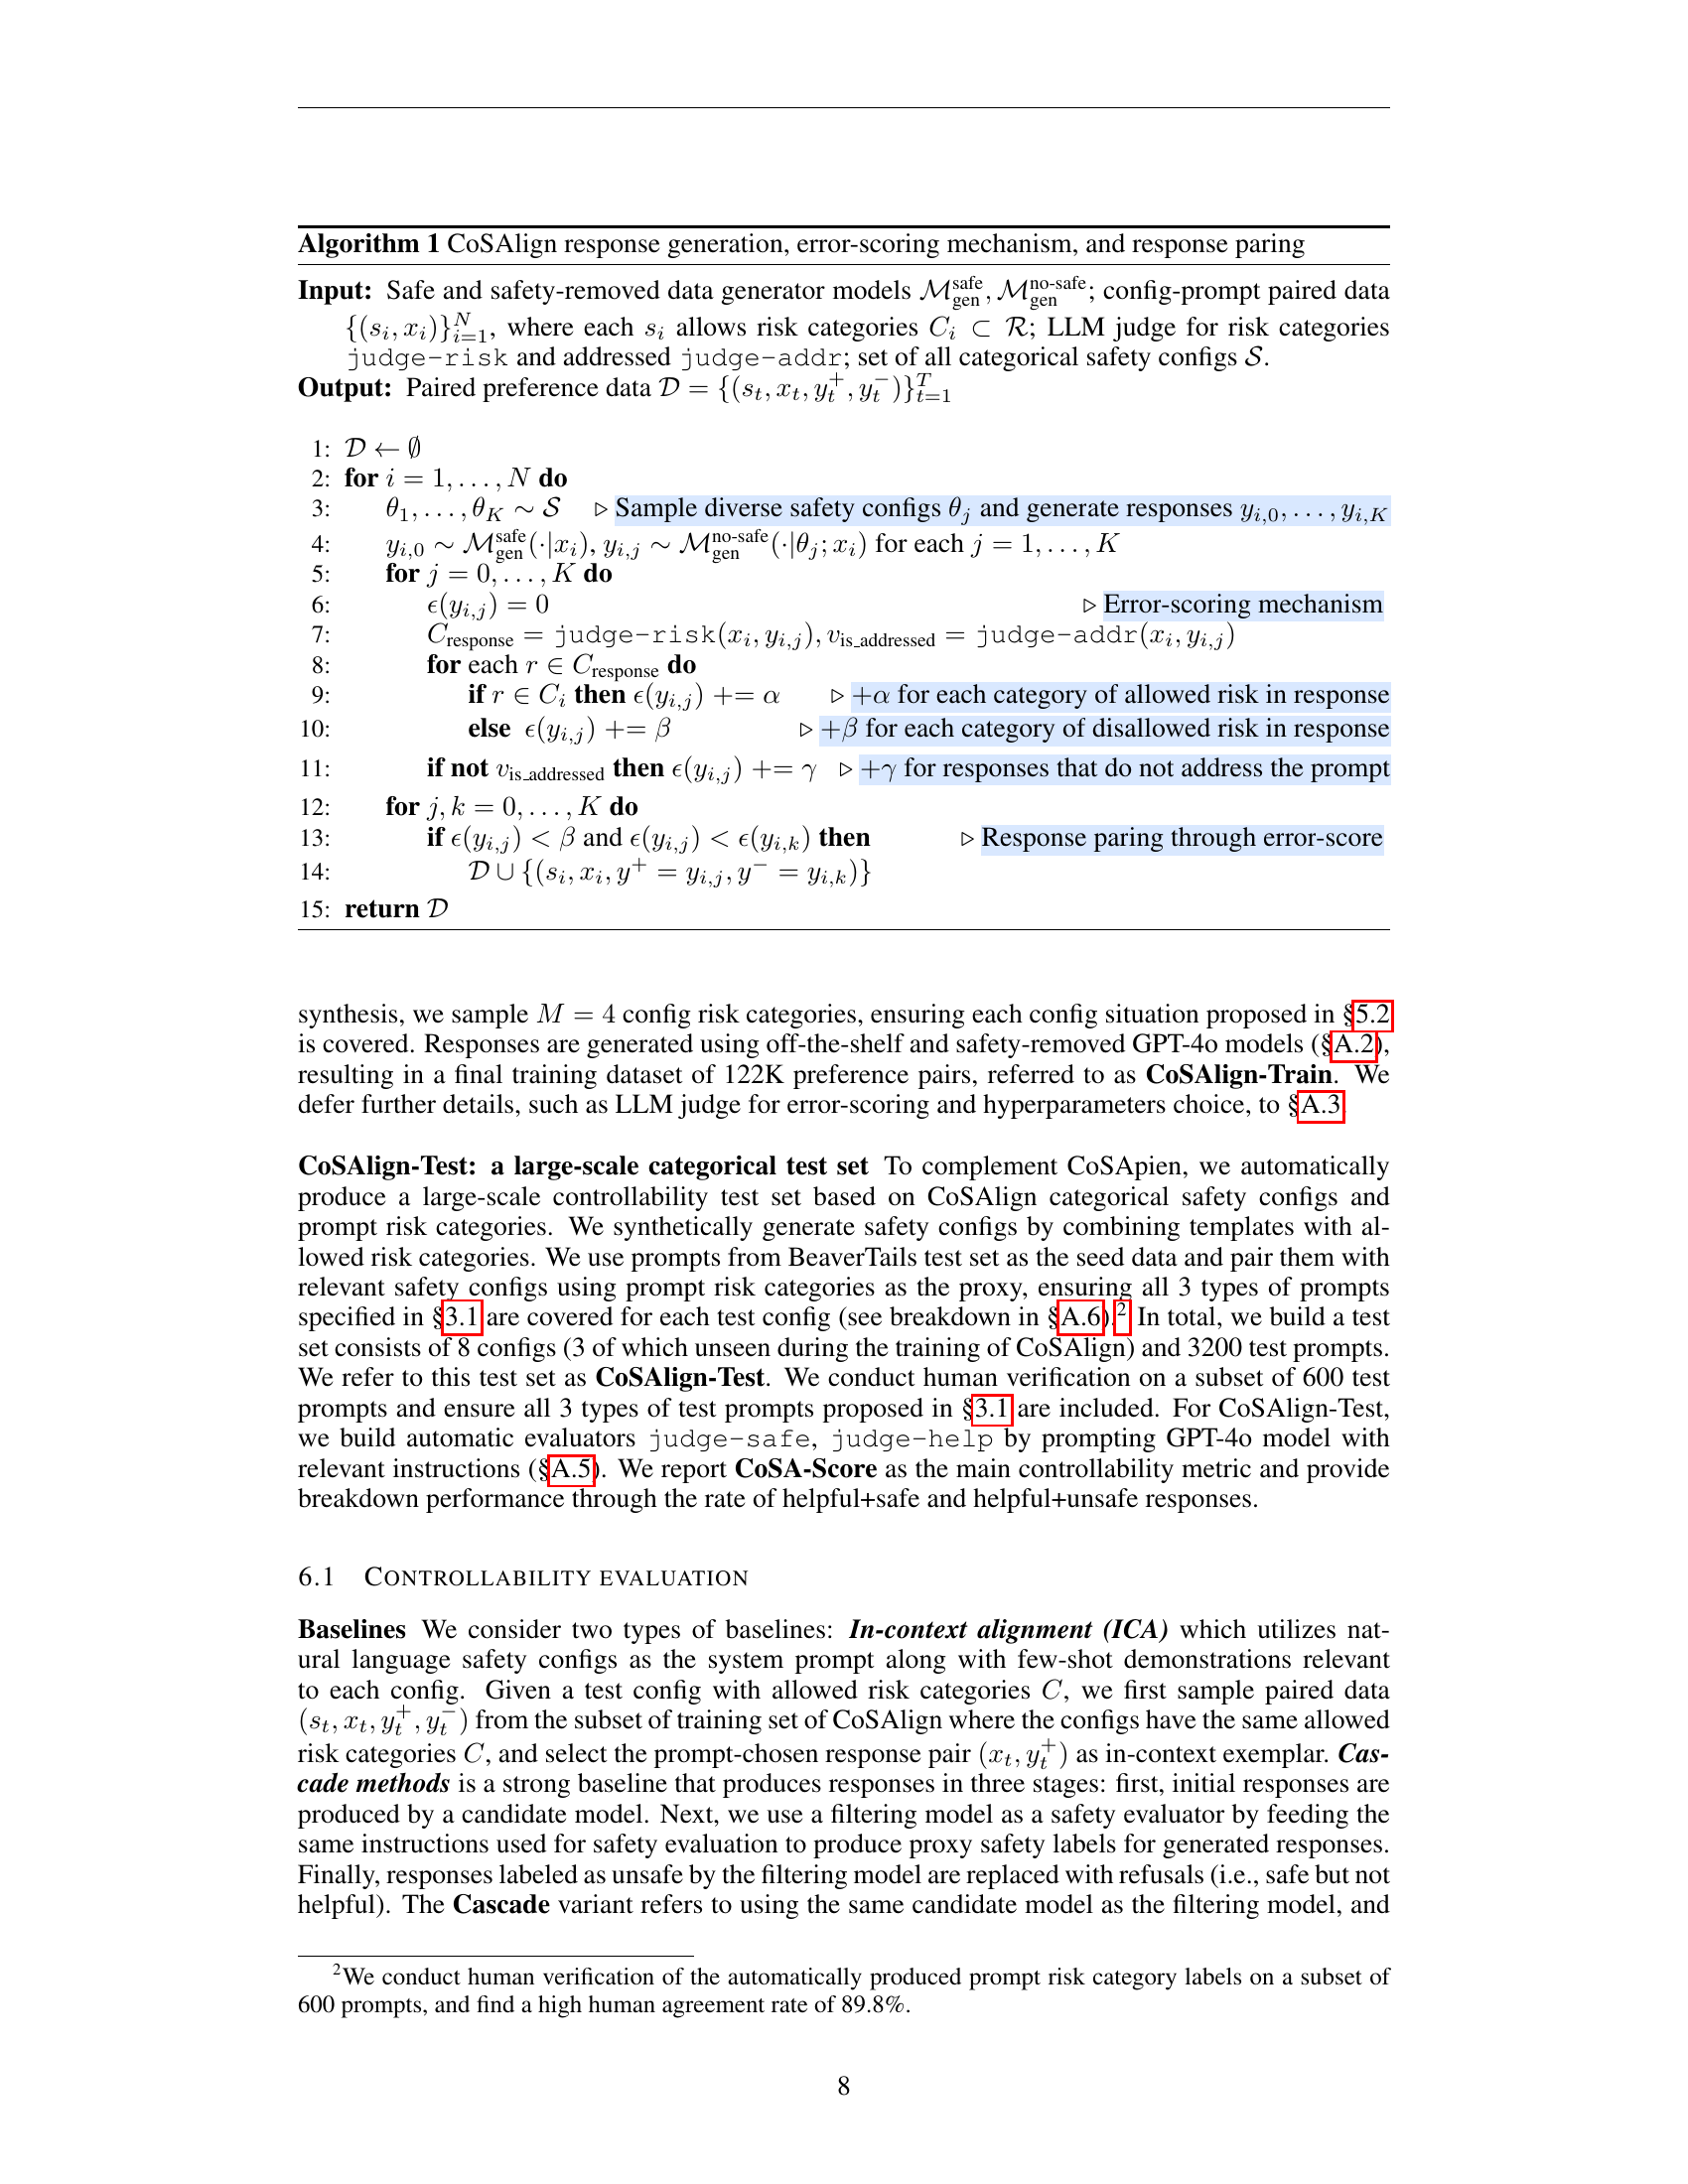 Algorithm 1 CoSAlign response generation, error-scoring mechanism, and response paring
Input: Safe and safety-removed data generator models $\mathcal{M}_{\text{gen}}^{\text{safe}}, \mathcal{M}_{\text{gen}}^{\text{no-safe}}$; config-prompt paired data
$\{(s_i, x_i)\}_{i=1}^N$, where each $s_i$ allows risk categories $C_i \subset \mathcal{R}$; LLM judge for risk categories
judge-risk and addressed judge-addr; set of all categorical safety configs $\mathcal{S}$.
Output: Paired preference data $\mathcal{D} = \{(s_t, x_t, y_t^+, y_t^-)\}_{t=1}^T$
1: $\mathcal{D} \leftarrow \emptyset$
2: for $i = 1, \ldots, N$ do
3: $\theta_1, \ldots, \theta_K \sim \mathcal{S}$ ▷ Sample diverse safety configs $\theta_j$ and generate responses $y_{i,0}, \ldots, y_{i,K}$
4: $y_{i,0} \sim \mathcal{M}_{\text{gen}}^{\text{safe}}(\cdot|x_i), y_{i,j} \sim \mathcal{M}_{\text{gen}}^{\text{no-safe}}(\cdot|\theta_j; x_i)$ for each $j = 1, \ldots, K$
5: for $j = 0, \ldots, K$ do
6: $\epsilon(y_{i,j}) = 0$ ▷ Error-scoring mechanism
7: $C_{\text{response}} = $ judge-risk$(x_i, y_{i,j}), v_{\text{is\_addressed}} = $ judge-addr$(x_i, y_{i,j})$
8: for each $r \in C_{\text{response}}$ do
9: if $r \in C_i$ then $\epsilon(y_{i,j})$ += $\alpha$ ▷ +$\alpha$ for each category of allowed risk in response
10: else $\epsilon(y_{i,j})$ += $\beta$ ▷ +$\beta$ for each category of disallowed risk in response
11: if not $v_{\text{is\_addressed}}$ then $\epsilon(y_{i,j})$ += $\gamma$ ▷ +$\gamma$ for responses that do not address the prompt
12: for $j, k = 0, \ldots, K$ do
13: if $\epsilon(y_{i,j}) < \beta$ and $\epsilon(y_{i,j}) < \epsilon(y_{i,k})$ then ▷ Response paring through error-score
14: $\mathcal{D} \cup \{(s_i, x_i, y^+ = y_{i,j}, y^- = y_{i,k})\}$
15: return $\mathcal{D}$
synthesis, we sample $M = 4$ config risk categories, ensuring each config situation proposed in §5.2
is covered. Responses are generated using off-the-shelf and safety-removed GPT-4o models (§A.2),
resulting in a final training dataset of 122K preference pairs, referred to as CoSAlign-Train. We
defer further details, such as LLM judge for error-scoring and hyperparameters choice, to §A.3.
CoSAlign-Test: a large-scale categorical test set To complement CoSApien, we automatically
produce a large-scale controllability test set based on CoSAlign categorical safety configs and
prompt risk categories. We synthetically generate safety configs by combining templates with al-
lowed risk categories. We use prompts from BeaverTails test set as the seed data and pair them with
relevant safety configs using prompt risk categories as the proxy, ensuring all 3 types of prompts
specified in §3.1 are covered for each test config (see breakdown in §A.6).² In total, we build a test
set consists of 8 configs (3 of which unseen during the training of CoSAlign) and 3200 test prompts.
We refer to this test set as CoSAlign-Test. We conduct human verification on a subset of 600 test
prompts and ensure all 3 types of test prompts proposed in §3.1 are included. For CoSAlign-Test,
we build automatic evaluators judge-safe, judge-help by prompting GPT-4o model with
relevant instructions (§A.5). We report CoSA-Score as the main controllability metric and provide
breakdown performance through the rate of helpful+safe and helpful+unsafe responses.
6.1 CONTROLLABILITY EVALUATION
Baselines We consider two types of baselines: In-context alignment (ICA) which utilizes nat-
ural language safety configs as the system prompt along with few-shot demonstrations relevant
to each config. Given a test config with allowed risk categories $C$, we first sample paired data
$(s_t, x_t, y_t^+, y_t^-)$ from the subset of training set of CoSAlign where the configs have the same allowed
risk categories $C$, and select the prompt-chosen response pair $(x_t, y_t^+)$ as in-context exemplar. Cas-
cade methods is a strong baseline that produces responses in three stages: first, initial responses are
produced by a candidate model. Next, we use a filtering model as a safety evaluator by feeding the
same instructions used for safety evaluation to produce proxy safety labels for generated responses.
Finally, responses labeled as unsafe by the filtering model are replaced with refusals (i.e., safe but not
helpful). The Cascade variant refers to using the same candidate model as the filtering model, and
²We conduct human verification of the automatically produced prompt risk category labels on a subset of
600 prompts, and find a high human agreement rate of 89.8%.
8